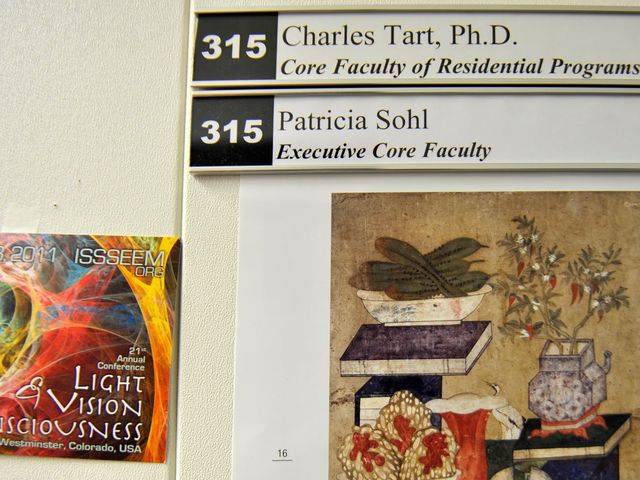 315 Charles Tart, Ph.D.
Core Faculty of Residential Programs
315 Patricia Sohl
Executive Core Faculty
2011 ISSSEEM
.ORG
21st
Annual
Conference
LIGHT
& VISION
Westminster, Colorado, USA
16